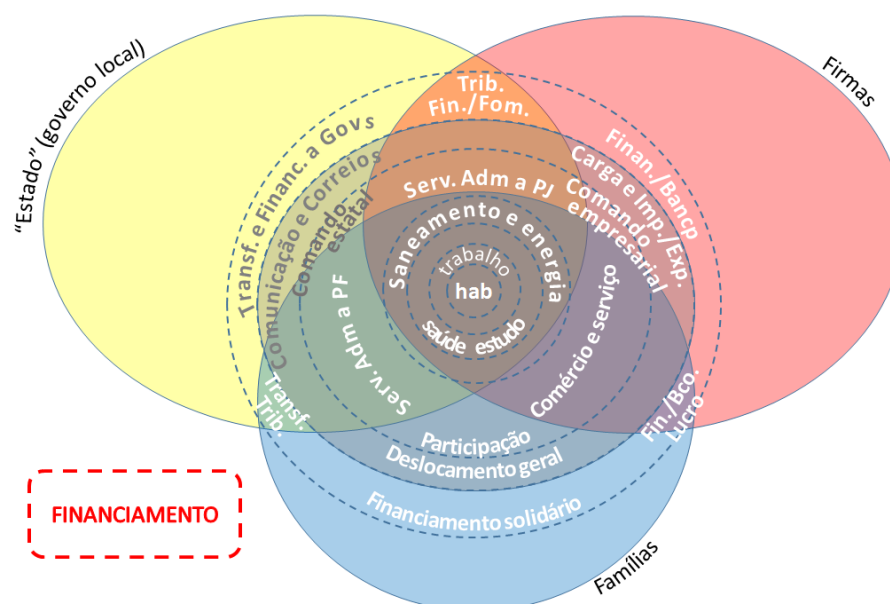 "Estado" (governo local)
Firmas
Trib.
Fin./Fom.
Transf. e Financ. a Govs
Comunicação e Correios
Comando
estatal
Finan./Bancp
Carga e Imp./Exp.
Comando
empresarial
Serv. Adm a PJ
Saneamento e energia
trabalho
hab
saúde estudo
Serv. Adm a PF
Comércio e serviço
Transf.
Trib.
Fin./Bco.
Lucro
Participação
Deslocamento geral
Financiamento solidário
FINANCIAMENTO
Famílias